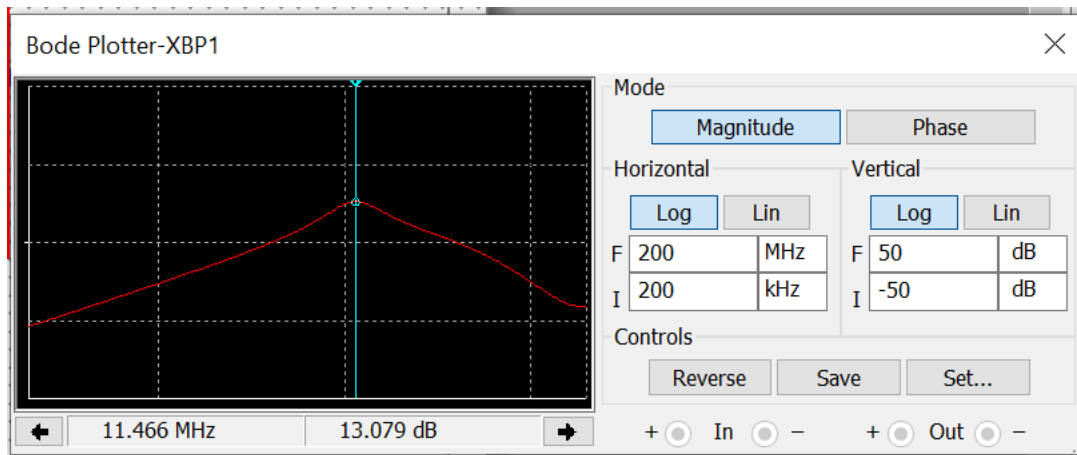 Bode Plotter-XBP1
Mode
Magnitude Phase
Horizontal Vertical
Log Lin Log Lin
F 200 MHz F 50 dB
I 200 kHz I -50 dB
Controls
Reverse Save Set...
11.466 MHz 13.079 dB + In − + Out −